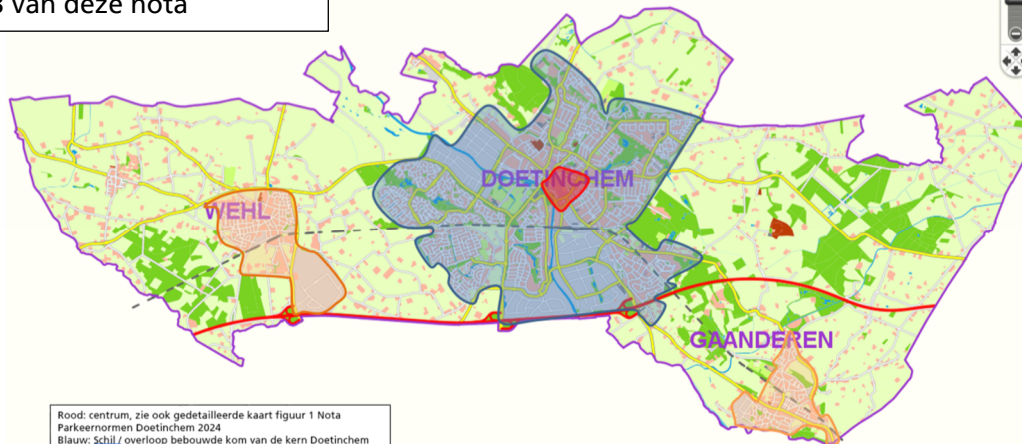 3 van deze nota
DOETINCHEM
WEHL
GAANDEREN
Rood: centrum, zie ook gedetailleerde kaart figuur 1 Nota
Parkeernormen Doetinchem 2024
Blauw: Schil / overloop bebouwde kom van de kern Doetinchem